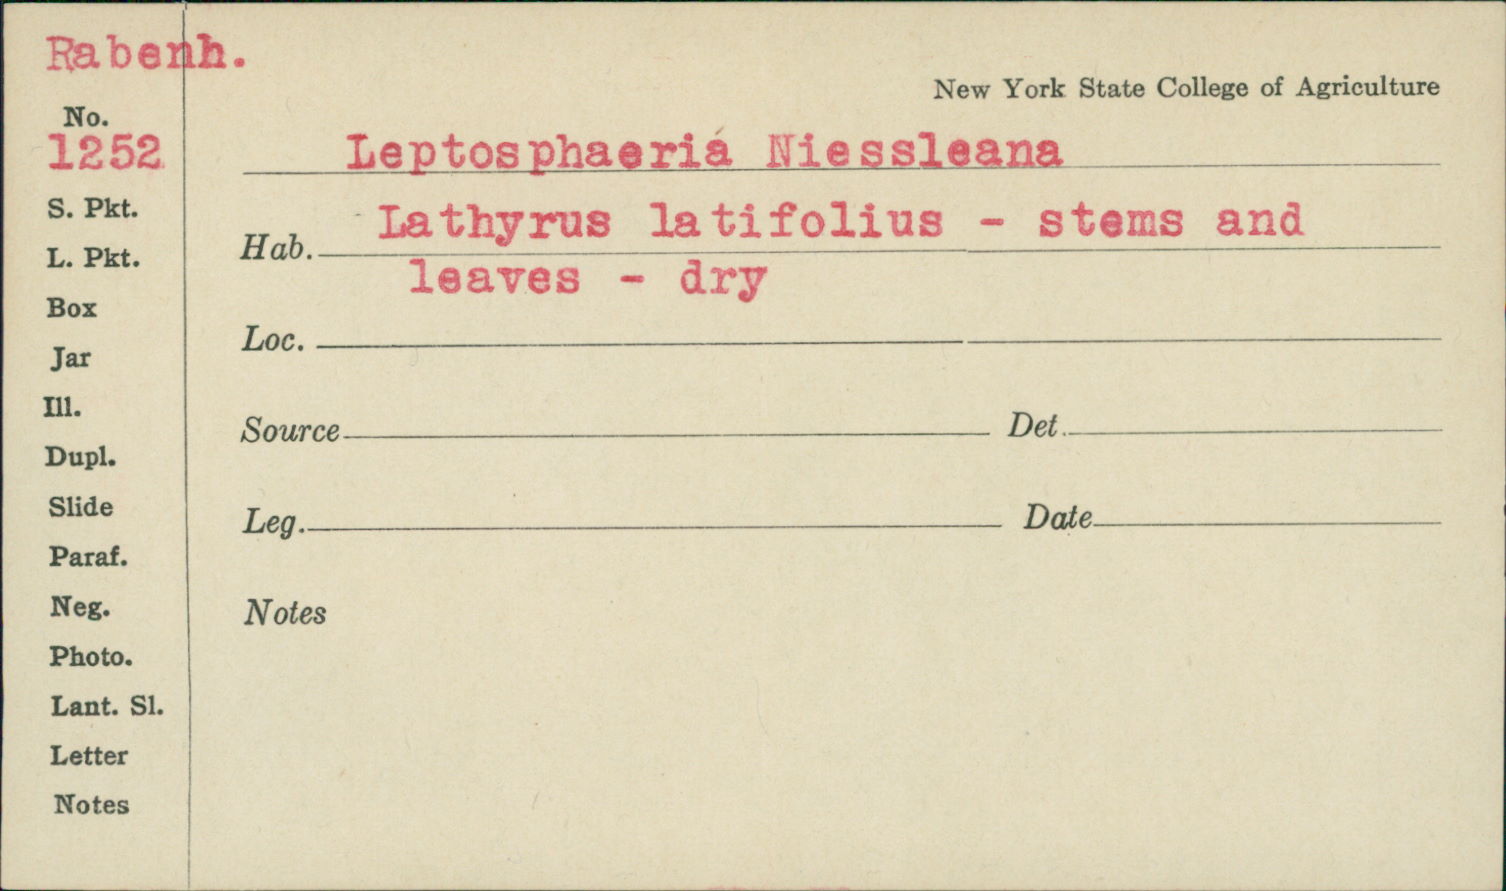 Rabenh.
New York State College of Agriculture
No.
1252
Leptosphaeria Niessleana
S. Pkt.
Hab. Lathyrus latifolius - stems and
leaves - dry
L. Pkt.
Box
Loc.
Jar
Ill.
Source Det.
Dupl.
Slide
Leg. Date
Paraf.
Neg.
Notes
Photo.
Lant. Sl.
Letter
Notes